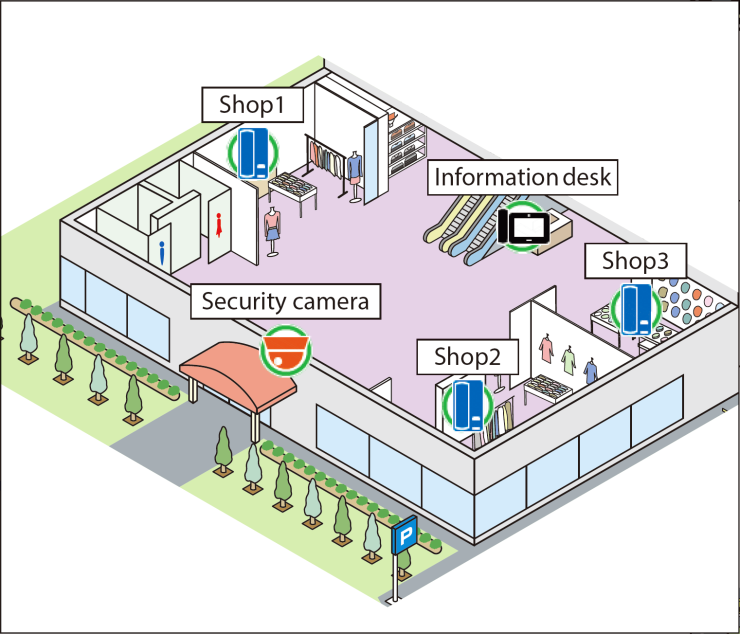 Shop1
Information desk
Shop3
Security camera
Shop2
P